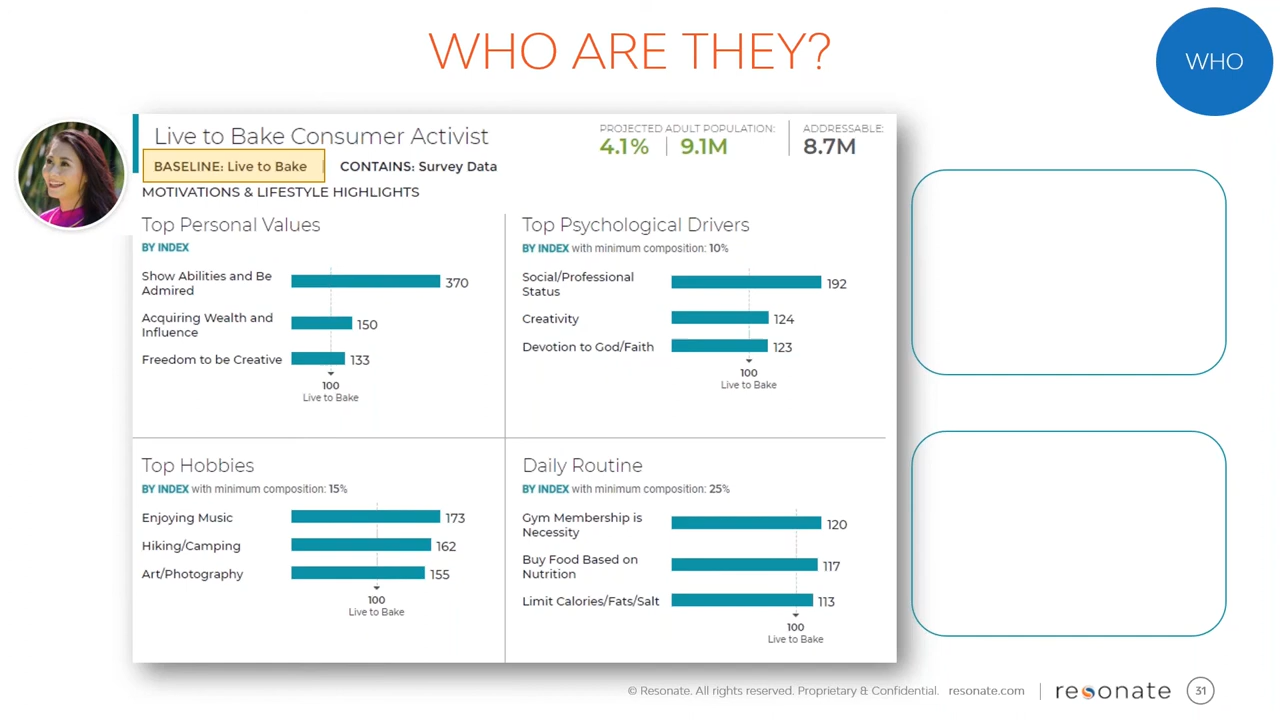 WHO ARE THEY?
WHO
Live to Bake Consumer Activist
PROJECTED ADULT POPULATION:
4.1% | 9.1M
ADDRESSABLE:
8.7M
BASELINE: Live to Bake | CONTAINS: Survey Data
MOTIVATIONS & LIFESTYLE HIGHLIGHTS
Top Personal Values
BY INDEX
Show Abilities and Be
Admired
370
Acquiring Wealth and
Influence
150
Freedom to be Creative
133
100
Live to Bake
Top Psychological Drivers
BY INDEX with minimum composition: 10%
Social/Professional
Status
192
Creativity
124
Devotion to God/Faith
123
100
Live to Bake
Top Hobbies
BY INDEX with minimum composition: 15%
Enjoying Music
173
Hiking/Camping
162
Art/Photography
155
100
Live to Bake
Daily Routine
BY INDEX with minimum composition: 25%
Gym Membership is
Necessity
120
Buy Food Based on
Nutrition
117
Limit Calories/Fats/Salt
113
100
Live to Bake
© Resonate. All rights reserved. Proprietary & Confidential. resonate.com | resonate 31